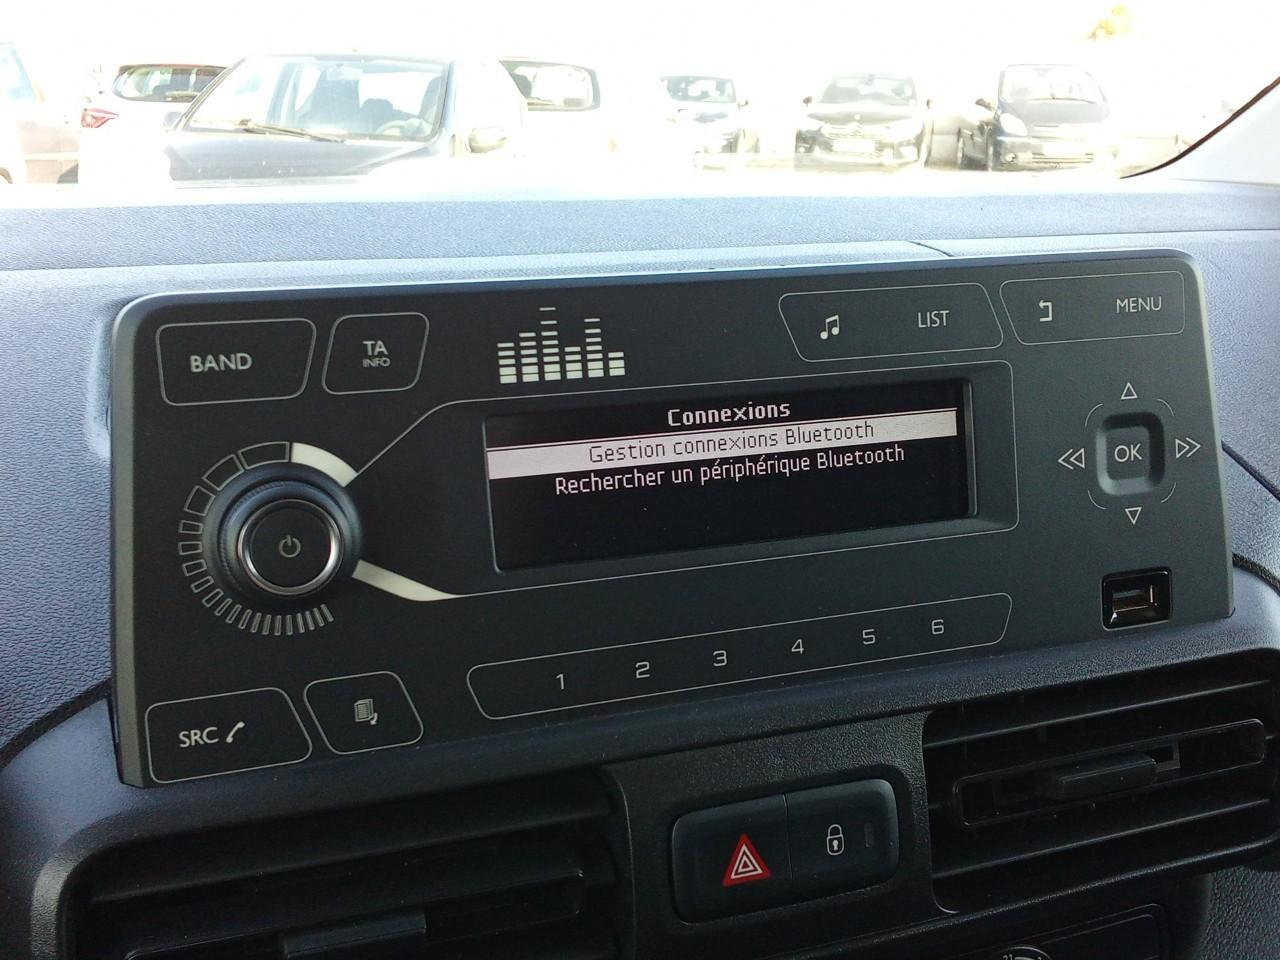 BAND
TA
INFO
LIST
MENU
Connexions
Gestion connexions Bluetooth
Rechercher un périphérique Bluetooth
OK
1 2 3 4 5 6
SRC